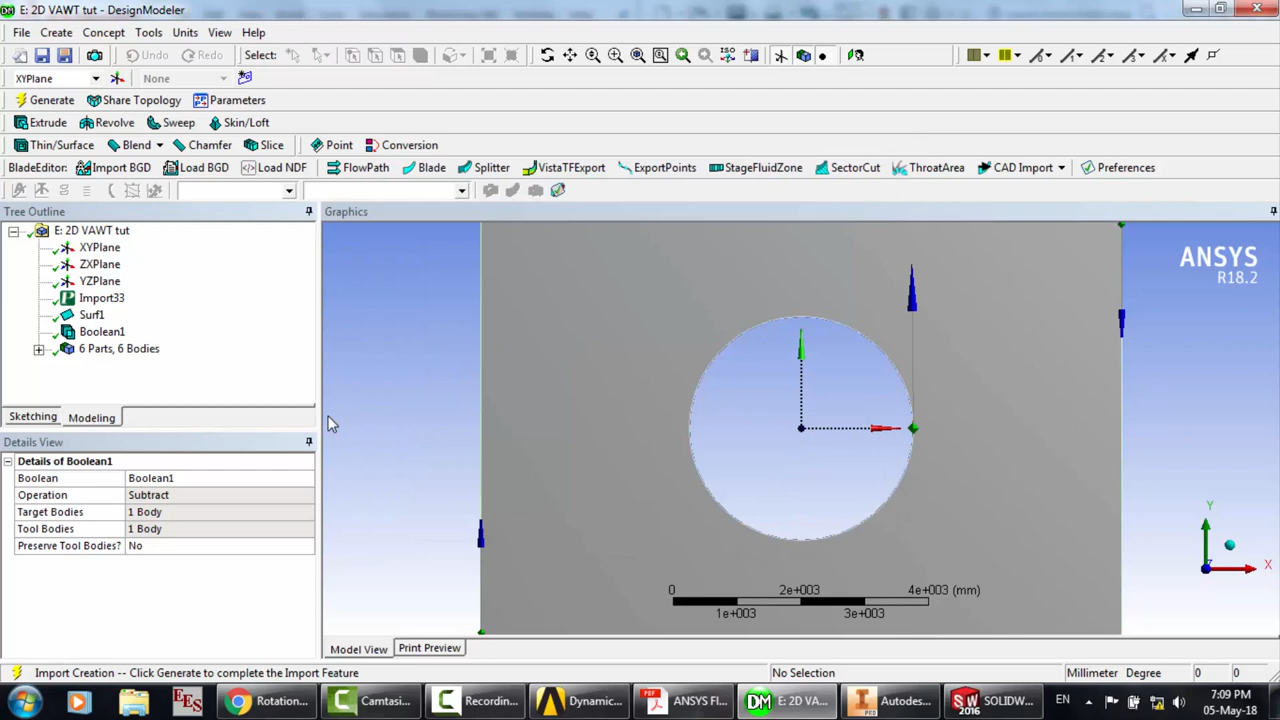 E: 2D VAWT tut - DesignModeler
File Create Concept Tools Units View Help
Undo Redo Select: ISO
XYPlane None
Generate Share Topology Parameters
Extrude Revolve Sweep Skin/Loft
Thin/Surface Blend Chamfer Slice Point Conversion
BladeEditor: Import BGD Load BGD Load NDF FlowPath Blade Splitter VistaTFExport ExportPoints StageFluidZone SectorCut ThroatArea CAD Import Preferences
Tree Outline
E: 2D VAWT tut
XYPlane
ZXPlane
YZPlane
Import33
Surf1
Boolean1
6 Parts, 6 Bodies
Sketching Modeling
Details View
Details of Boolean1
Boolean Boolean1
Operation Subtract
Target Bodies 1 Body
Tool Bodies 1 Body
Preserve Tool Bodies? No
Graphics
ANSYS
R18.2
0 2e+003 4e+003 (mm)
1e+003 3e+003
Y
X
Z
Model View Print Preview
Import Creation -- Click Generate to complete the Import Feature No Selection Millimeter Degree 0 0
EES Rotation... Camtasi... Recordin... Dynamic... ANSYS Fl... E: 2D VA... Autodes... SOLIDW... EN
7:09 PM
05-May-18